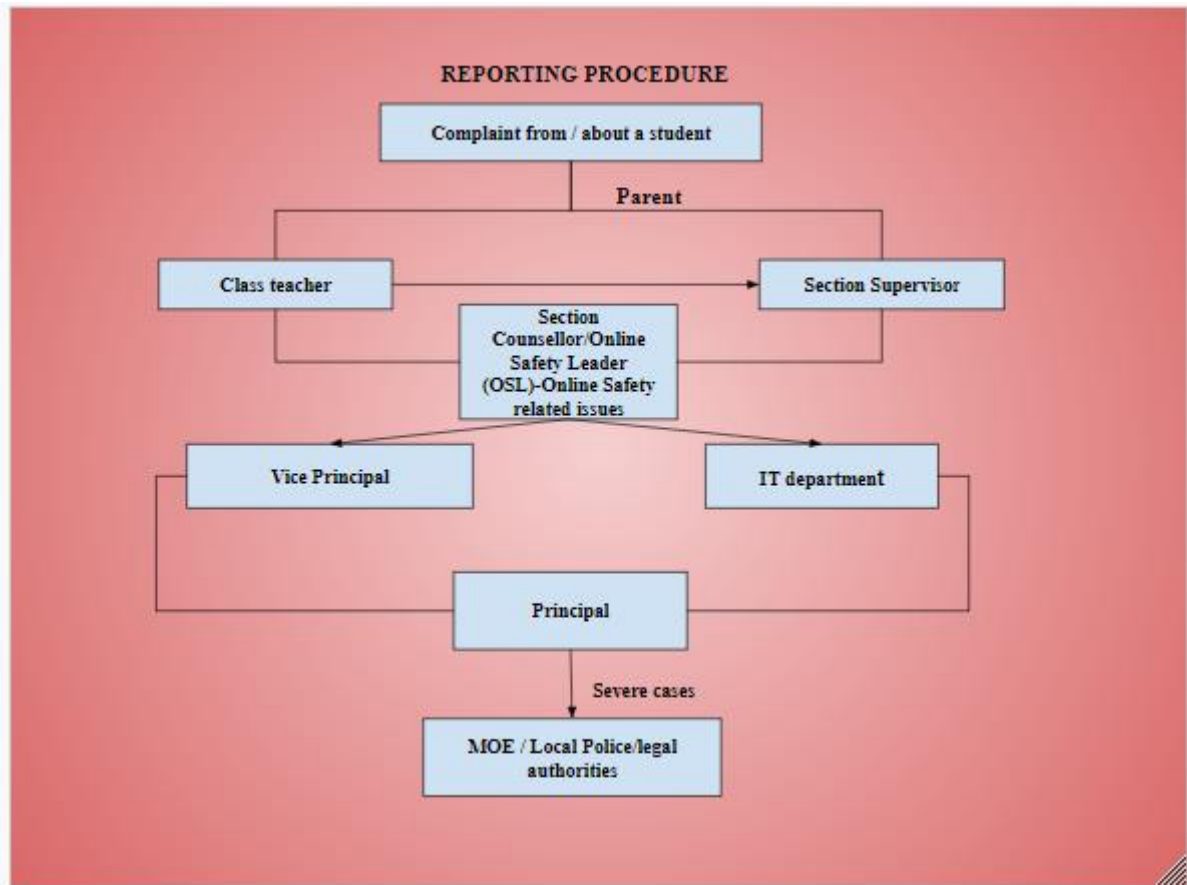 REPORTING PROCEDURE
Complaint from / about a student
Parent
Class teacher
Section Supervisor
Section
Counsellor/Online
Safety Leader
(OSL)-Online Safety
related issues
Vice Principal
IT department
Principal
Severe cases
MOE / Local Police/legal
authorities